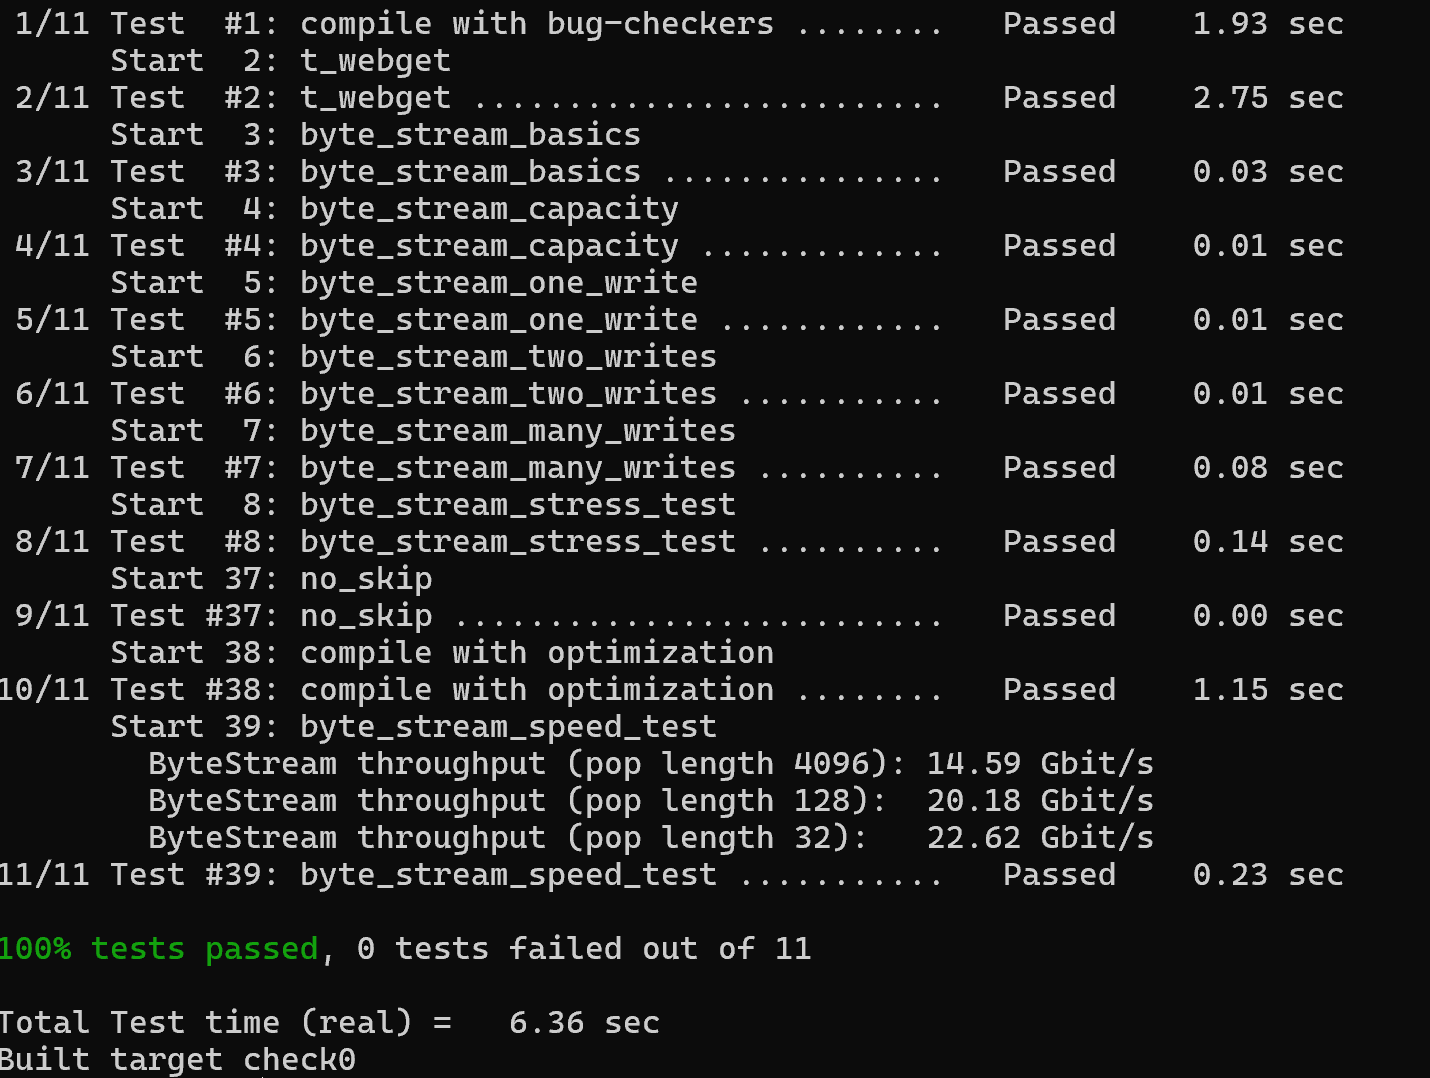 1/11 Test  #1: compile with bug-checkers ........   Passed    1.93 sec
      Start  2: t_webget
 2/11 Test  #2: t_webget .........................   Passed    2.75 sec
      Start  3: byte_stream_basics
 3/11 Test  #3: byte_stream_basics ...............   Passed    0.03 sec
      Start  4: byte_stream_capacity
 4/11 Test  #4: byte_stream_capacity .............   Passed    0.01 sec
      Start  5: byte_stream_one_write
 5/11 Test  #5: byte_stream_one_write ............   Passed    0.01 sec
      Start  6: byte_stream_two_writes
 6/11 Test  #6: byte_stream_two_writes ...........   Passed    0.01 sec
      Start  7: byte_stream_many_writes
 7/11 Test  #7: byte_stream_many_writes ..........   Passed    0.08 sec
      Start  8: byte_stream_stress_test
 8/11 Test  #8: byte_stream_stress_test ..........   Passed    0.14 sec
      Start 37: no_skip
 9/11 Test #37: no_skip ..........................   Passed    0.00 sec
      Start 38: compile with optimization
10/11 Test #38: compile with optimization ........   Passed    1.15 sec
      Start 39: byte_stream_speed_test
        ByteStream throughput (pop length 4096): 14.59 Gbit/s
        ByteStream throughput (pop length 128):  20.18 Gbit/s
        ByteStream throughput (pop length 32):   22.62 Gbit/s
11/11 Test #39: byte_stream_speed_test ...........   Passed    0.23 sec

100% tests passed, 0 tests failed out of 11

Total Test time (real) =   6.36 sec
Built target check0